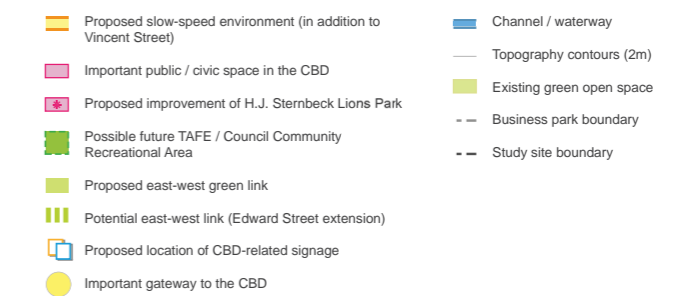 Proposed slow-speed environment (in addition to
Vincent Street)
Important public / civic space in the CBD
Proposed improvement of H.J. Sternbeck Lions Park
Possible future TAFE / Council Community
Recreational Area
Proposed east-west green link
Potential east-west link (Edward Street extension)
Proposed location of CBD-related signage
Important gateway to the CBD
Channel / waterway
Topography contours (2m)
Existing green open space
Business park boundary
Study site boundary